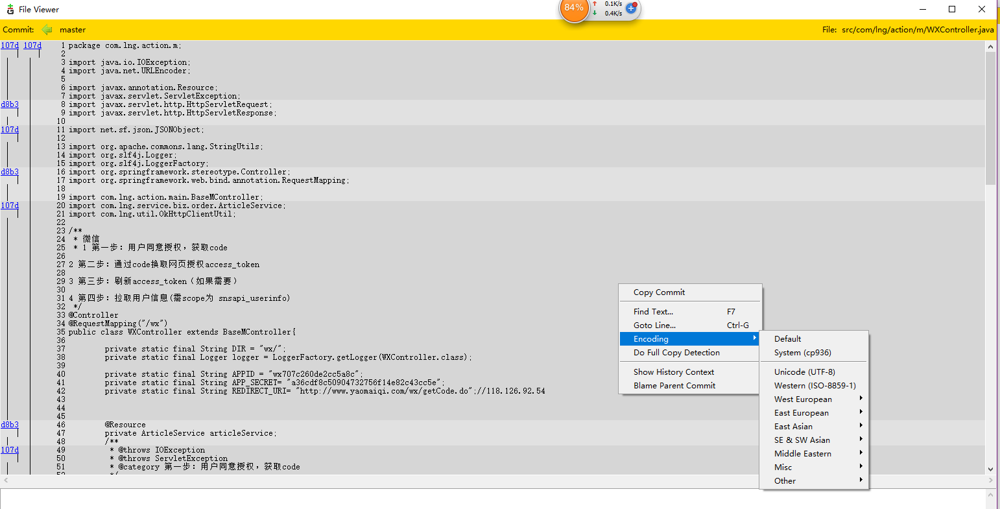 File Viewer
84%
0.1K/s
0.4K/s
Commit: master
File: src/com/lng/action/m/WXController.java
107d 107d 1 package com.lng.action.m;
2
3 import java.io.IOException;
4 import java.net.URLEncoder;
5
6 import javax.annotation.Resource;
7 import javax.servlet.ServletException;
d8b3 8 import javax.servlet.http.HttpServletRequest;
9 import javax.servlet.http.HttpServletResponse;
10
107d 11 import net.sf.json.JSONObject;
12
13 import org.apache.commons.lang.StringUtils;
14 import org.slf4j.Logger;
15 import org.slf4j.LoggerFactory;
d8b3 16 import org.springframework.stereotype.Controller;
17 import org.springframework.web.bind.annotation.RequestMapping;
18
19 import com.lng.action.main.BaseMController;
107d 20 import com.lng.service.biz.order.ArticleService;
21 import com.lng.util.OkHttpClientUtil;
22
23 /**
24 * 微信
25 * 1 第一步：用户同意授权，获取code
26
27 2 第二步：通过code换取网页授权access_token
28
29 3 第三步：刷新access_token（如果需要）
30
31 4 第四步：拉取用户信息(需scope为 snsapi_userinfo)
32 */
33 @Controller
34 @RequestMapping("/wx")
35 public class WXController extends BaseMController{
36
37 private static final String DIR = "wx/";
38 private static final Logger logger = LoggerFactory.getLogger(WXController.class);
39
40 private static final String APPID = "wx707c260de2cc5a8c";
41 private static final String APP_SECRET= "a36cdf8c50904732756f14e82c43cc5e";
42 private static final String REDIRECT_URI= "http://www.yaomaiqi.com/wx/getCode.do";//118.126.92.54
43
44
45
d8b3 46 @Resource
47 private ArticleService articleService;
48 /**
107d 49 * @throws IOException
50 * @throws ServletException
51 * @category 第一步：用户同意授权，获取code
52 */
Copy Commit
Find Text... F7
Goto Line... Ctrl-G
Encoding
Do Full Copy Detection
Show History Context
Blame Parent Commit
Default
System (cp936)
Unicode (UTF-8)
Western (ISO-8859-1)
West European
East European
East Asian
SE & SW Asian
Middle Eastern
Misc
Other